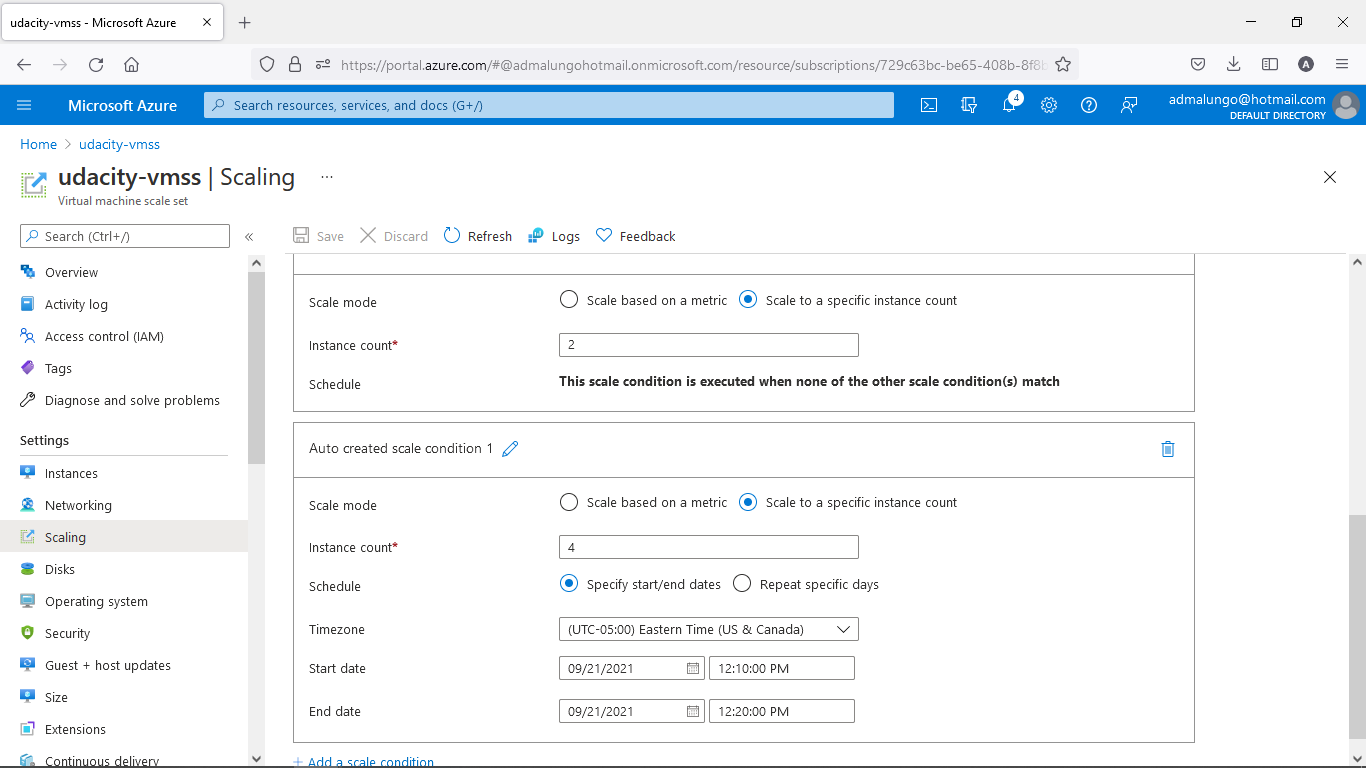 udacity-vmss - Microsoft Azure
https://portal.azure.com/#@admalungohotmail.onmicrosoft.com/resource/subscriptions/729c63bc-be65-408b-8f8b
A
Microsoft Azure
Search resources, services, and docs (G+/)
4
admalungo@hotmail.com
DEFAULT DIRECTORY
Home > udacity-vmss
udacity-vmss | Scaling ...
Virtual machine scale set
Search (Ctrl+/)
«
Save
Discard
Refresh
Logs
Feedback
Overview
Activity log
Access control (IAM)
Tags
Diagnose and solve problems
Settings
Instances
Networking
Scaling
Disks
Operating system
Security
Guest + host updates
Size
Extensions
Continuous delivery
Scale mode
Scale based on a metric
Scale to a specific instance count
Instance count*
2
Schedule
This scale condition is executed when none of the other scale condition(s) match
Auto created scale condition 1
Scale mode
Scale based on a metric
Scale to a specific instance count
Instance count*
4
Schedule
Specify start/end dates
Repeat specific days
Timezone
(UTC-05:00) Eastern Time (US & Canada)
Start date
09/21/2021
12:10:00 PM
End date
09/21/2021
12:20:00 PM
+ Add a scale condition